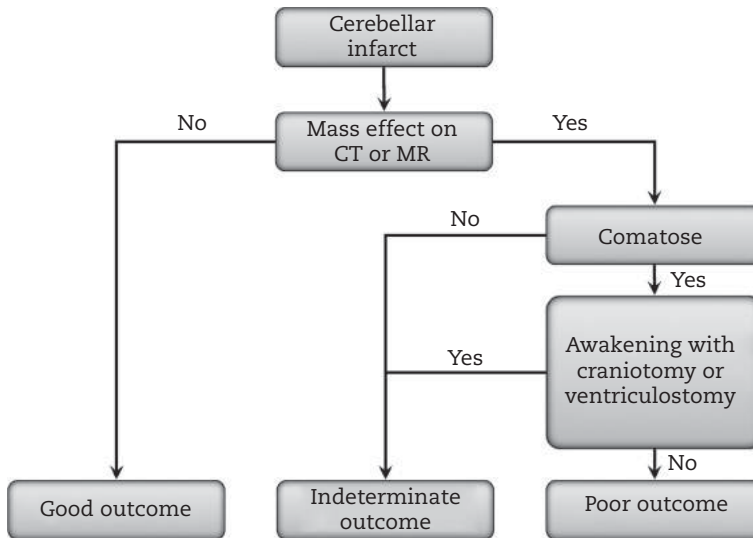 Cerebellar
infarct
No
Mass effect on
CT or MR
Yes
No
Comatose
Yes
Yes
Awakening with
craniotomy or
ventriculostomy
No
Good outcome
Indeterminate
outcome
Poor outcome